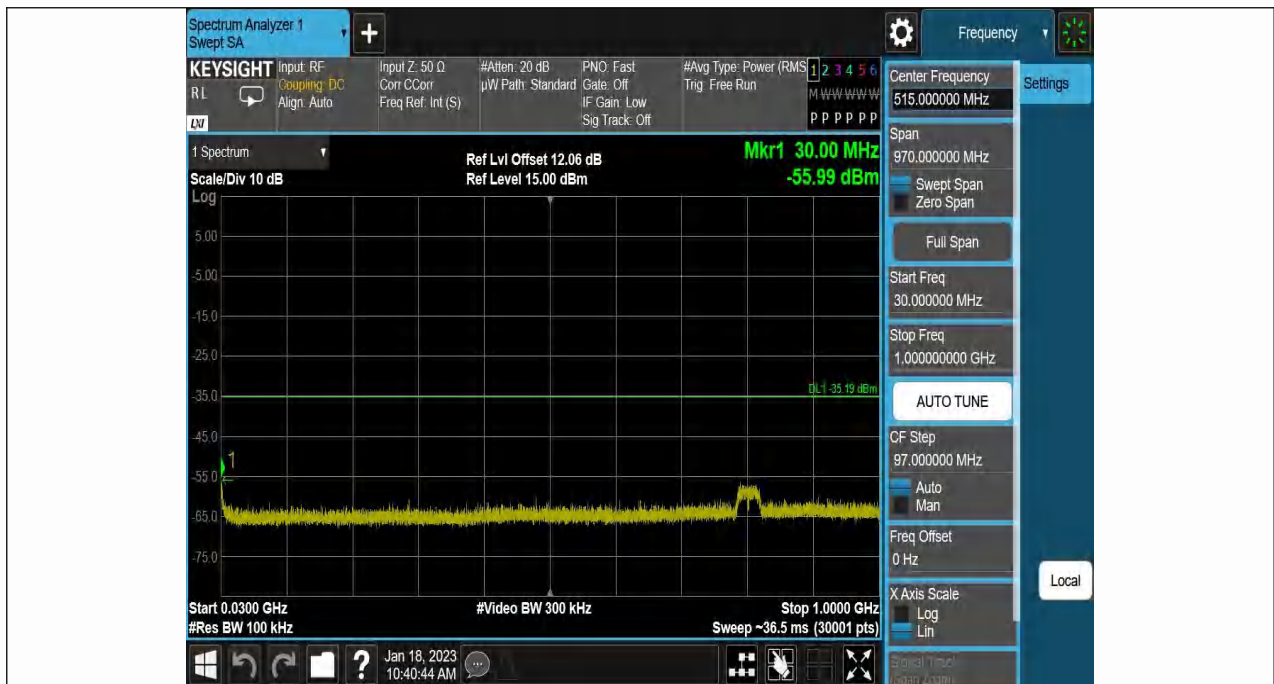 Spectrum Analyzer 1
Swept SA
+
Frequency
KEYSIGHT
RL
LXI
Input: RF
Coupling: DC
Align: Auto
Input Z: 50 Ω
Corr CCorr
Freq Ref: Int (S)
#Atten: 20 dB
µW Path: Standard
PNO: Fast
Gate: Off
IF Gain: Low
Sig Track: Off
#Avg Type: Power (RMS
Trig: Free Run
1 2 3 4 5 6
M W W W W W
P P P P P P
1 Spectrum
Scale/Div 10 dB
Ref Lvl Offset 12.06 dB
Ref Level 15.00 dBm
Mkr1 30.00 MHz
-55.99 dBm
Log
5.00
-5.00
-15.0
-25.0
-35.0
DL1 -35.19 dBm
-45.0
1
-55.0
-65.0
-75.0
Start 0.0300 GHz
#Res BW 100 kHz
#Video BW 300 kHz
Stop 1.0000 GHz
Sweep ~36.5 ms (30001 pts)
Center Frequency
515.000000 MHz
Settings
Span
970.000000 MHz
Swept Span
Zero Span
Full Span
Start Freq
30.000000 MHz
Stop Freq
1.000000000 GHz
AUTO TUNE
CF Step
97.000000 MHz
Auto
Man
Freq Offset
0 Hz
X Axis Scale
Log
Lin
Local
Signal Track
(Span Zoom)
?
Jan 18, 2023
10:40:44 AM